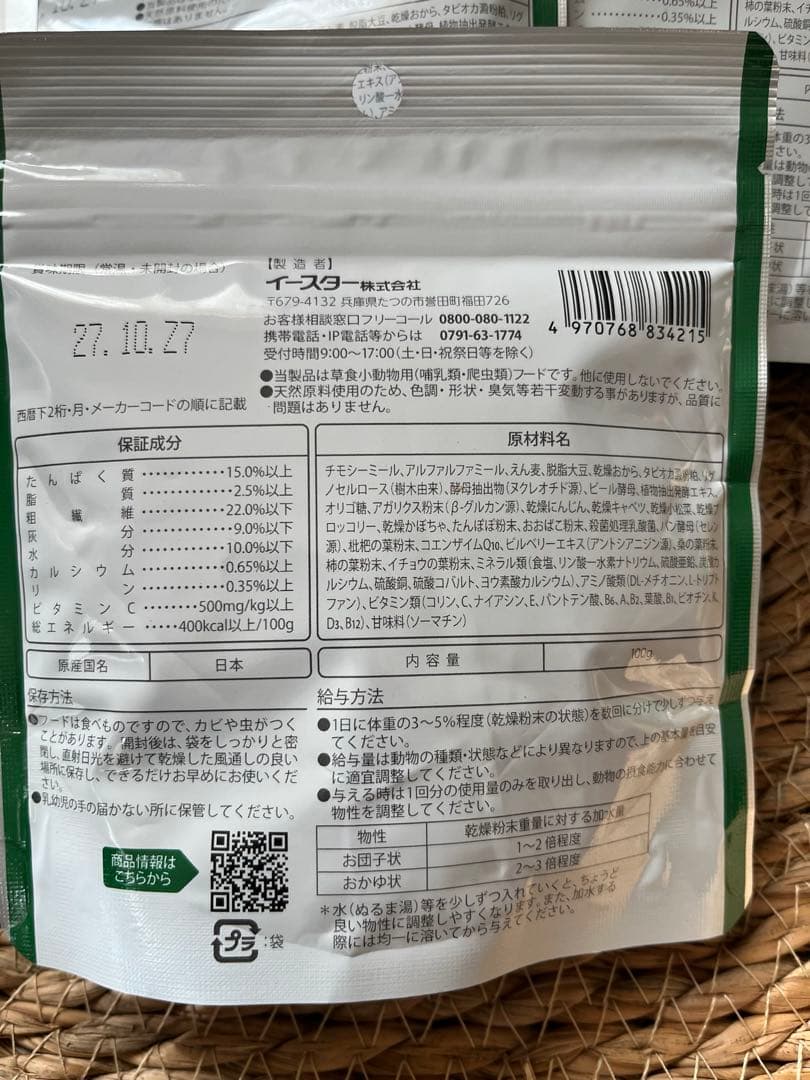 賞味期限（常温・未開封の場合）
27.10.27
西暦下2桁・月・メーカーコードの順に記載
【製造者】
イースター株式会社
〒679-4132 兵庫県たつの市誉田町福田726
お客様相談窓口フリーコール 0800-080-1122
携帯電話・IP電話等からは 0791-63-1774
受付時間9:00～17:00（土・日・祝祭日等を除く）
4 970768 834215
●当製品は草食小動物用（哺乳類・爬虫類）フードです。他に使用しないでください。
●天然原料使用のため、色調・形状・臭気等若干変動する事がありますが、品質に
問題はありません。
保証成分
たんぱく質…………15.0%以上
脂質…………2.5%以上
粗繊維…………22.0%以下
灰分…………9.0%以下
水分…………10.0%以下
カルシウム…………0.65%以上
リン…………0.35%以上
ビタミンC………500mg/kg以上
総エネルギー……400kcal以上/100g
原材料名
チモシーミール、アルファルファミール、えん麦、脱脂大豆、乾燥おから、タピオカ澱粉粕、リグ
ノセルロース（樹木由来）、酵母抽出物（ヌクレオチド源）、ビール酵母、植物抽出発酵エキス、
オリゴ糖、アガリクス粉末（β-グルカン源）、乾燥にんじん、乾燥キャベツ、乾燥小松菜、乾燥ブ
ロッコリー、乾燥かぼちゃ、たんぽぽ粉末、おおばこ粉末、殺菌処理乳酸菌、パン酵母（セレン
源）、枇杷の葉粉末、コエンザイムQ10、ビルベリーエキス（アントシアニジン源）、桑の葉粉末、
柿の葉粉末、イチョウの葉粉末、ミネラル類（食塩、リン酸一水素ナトリウム、硫酸亜鉛、炭酸カ
ルシウム、硫酸銅、硫酸コバルト、ヨウ素酸カルシウム）、アミノ酸類（DL-メチオニン、L-トリプト
ファン）、ビタミン類（コリン、C、ナイアシン、E、パントテン酸、B6、A、B2、葉酸、B1、ビオチン、K、
D3、B12）、甘味料（ソーマチン）
原産国名 日本
内容量 100g
保存方法
●フードは食べものですので、カビや虫がつく
ことがあります。開封後は、袋をしっかりと密
閉し、直射日光を避けて乾燥した風通しの良い
場所に保存し、できるだけお早めにお使いくだ
さい。
●乳幼児の手の届かない所に保管してください。
商品情報は
こちらから
プラ :袋
給与方法
●1日に体重の3～5%程度（乾燥粉末の状態）を数回に分けて少しずつ与え
てください。
●給与量は動物の種類・状態などにより異なりますので、上の基本量を目安
に適宜調整してください。
●与える時は1回分の使用量のみを取り出し、動物の摂食能力に合わせて
物性を調整してください。
物性 乾燥粉末重量に対する加水量
お団子状 1～2倍程度
おかゆ状 2～3倍程度
＊水（ぬるま湯）等を少しずつ入れていくと、ちょうど
良い物性に調整しやすくなります。また、加水する
際には均一に溶いてから与えてください。